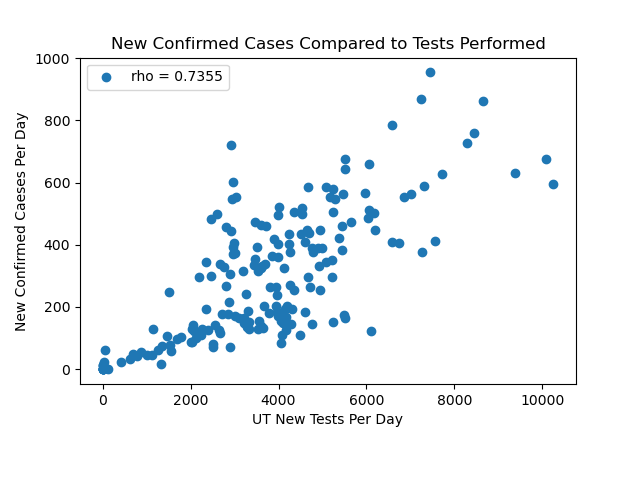 New Confirmed Cases Compared to Tests Performed
rho = 0.7355
New Confirmed Caeses Per Day
1000
800
600
400
200
0
0 2000 4000 6000 8000 10000
UT New Tests Per Day